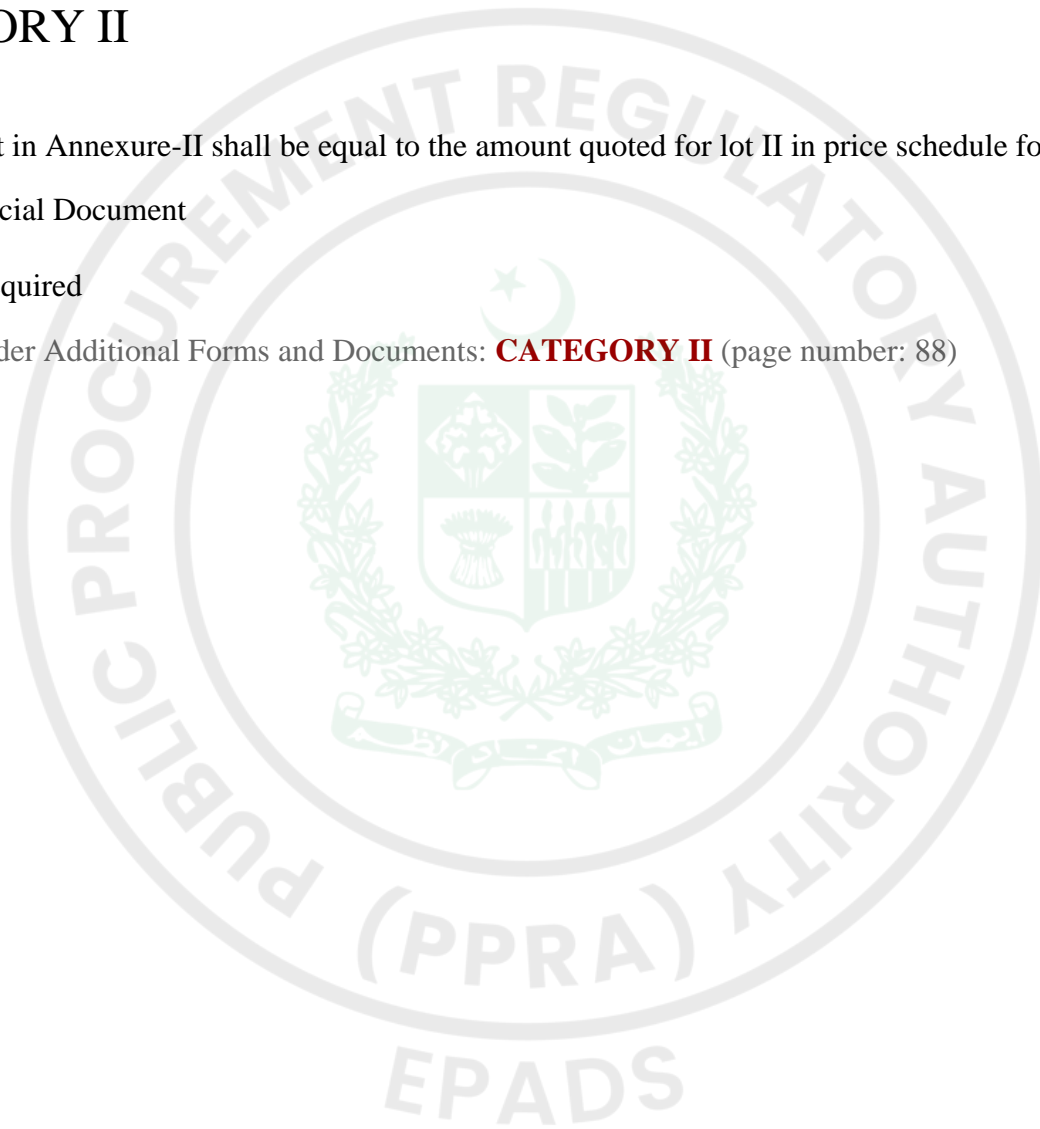 ORY II
t in Annexure-II shall be equal to the amount quoted for lot II in price schedule fo
cial Document
quired
der Additional Forms and Documents: CATEGORY II (page number: 88)
PUBLIC PROCUREMENT REGULATORY AUTHORITY
(PPRA)
EPADS